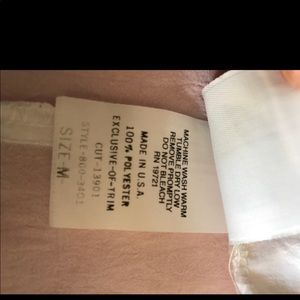 MACHINE WASH WARM
TUMBLE DRY LOW
REMOVE PROMPTLY
DO NOT BLEACH
RN 19721
MADE IN U.S.A.
100% POLYESTER
EXCLUSIVE-OF-TRIM
CUT-13901
STYLE-800-3401
SIZE-M-